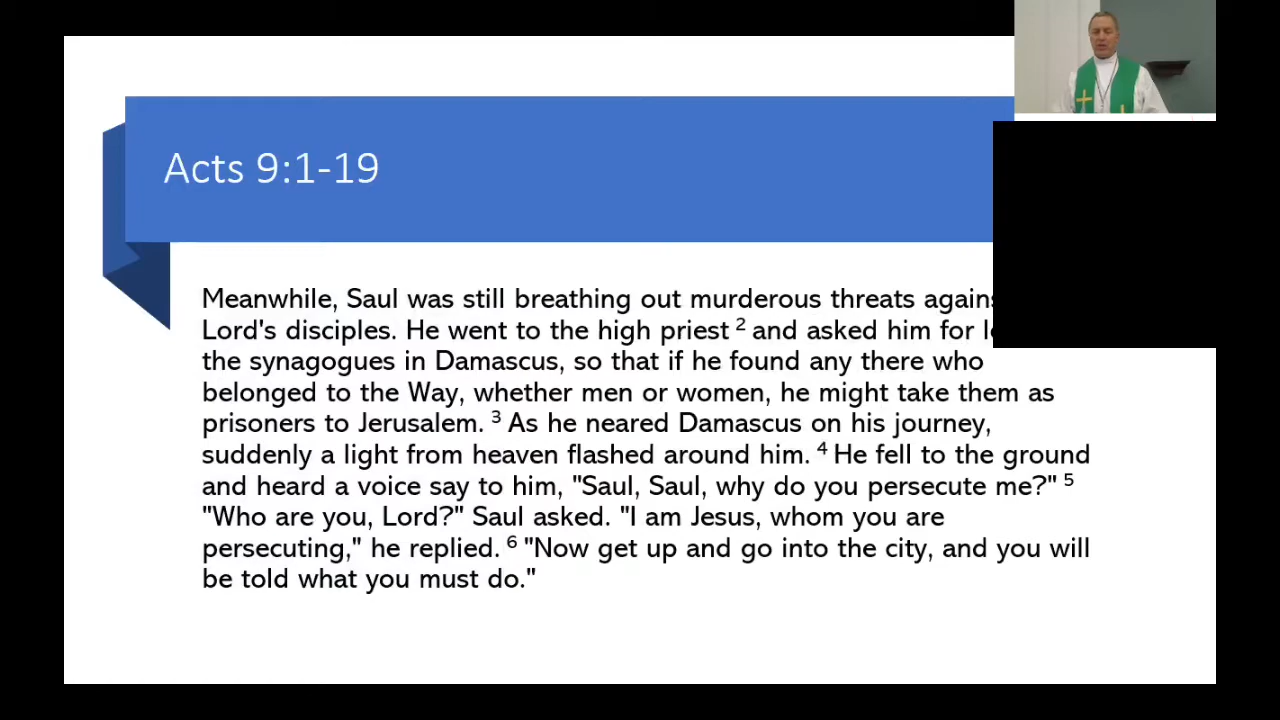 Acts 9:1-19
Meanwhile, Saul was still breathing out murderous threats
Lord's disciples. He went to the high priest 2 and asked him for
the synagogues in Damascus, so that if he found any there who
belonged to the Way, whether men or women, he might take them as
prisoners to Jerusalem. 3 As he neared Damascus on his journey,
suddenly a light from heaven flashed around him. 4 He fell to the ground
and heard a voice say to him, "Saul, Saul, why do you persecute me?" 5
"Who are you, Lord?" Saul asked. "I am Jesus, whom you are
persecuting," he replied. 6 "Now get up and go into the city, and you will
be told what you must do."